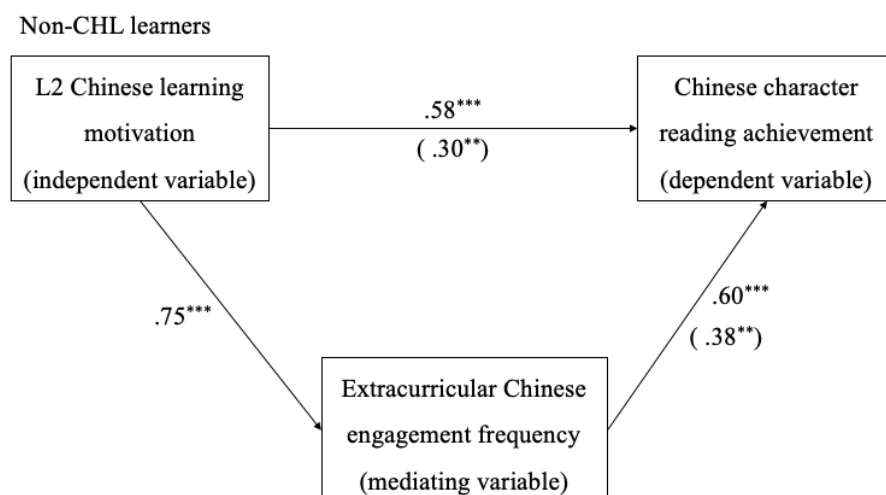 Non-CHL learners
L2 Chinese learning
motivation
(independent variable)
.58***
( .30**)
Chinese character
reading achievement
(dependent variable)
.75***
.60***
( .38**)
Extracurricular Chinese
engagement frequency
(mediating variable)